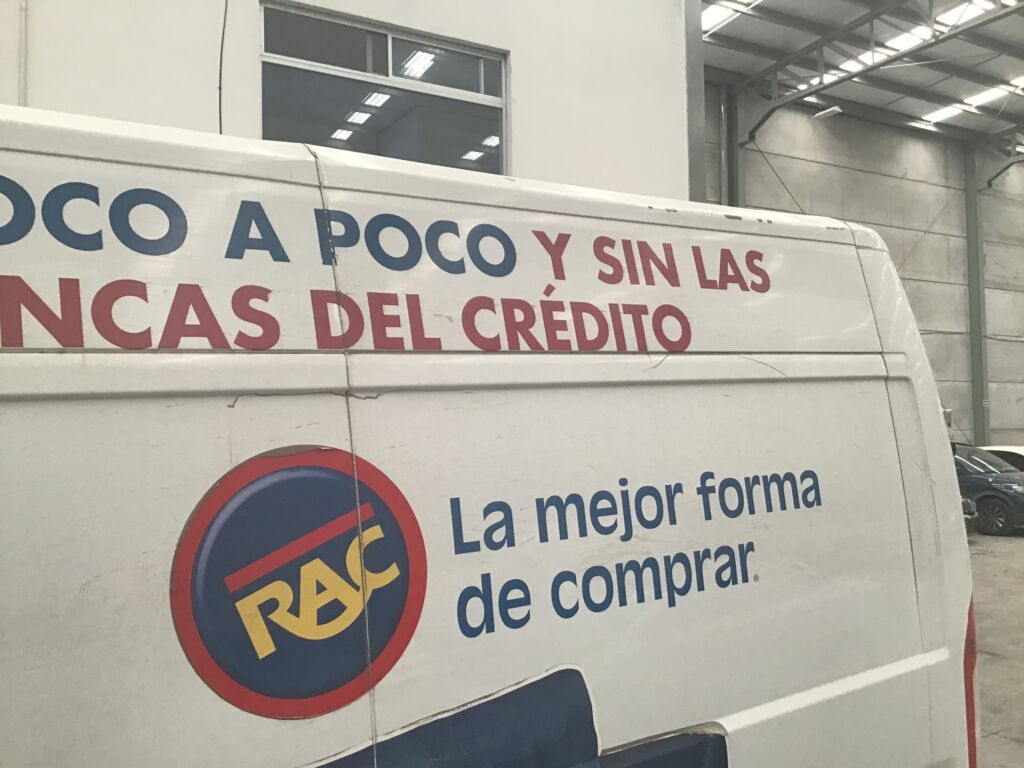 OCO A POCO Y SIN LAS
NCAS DEL CRÉDITO
RAC
La mejor forma
de comprar.®